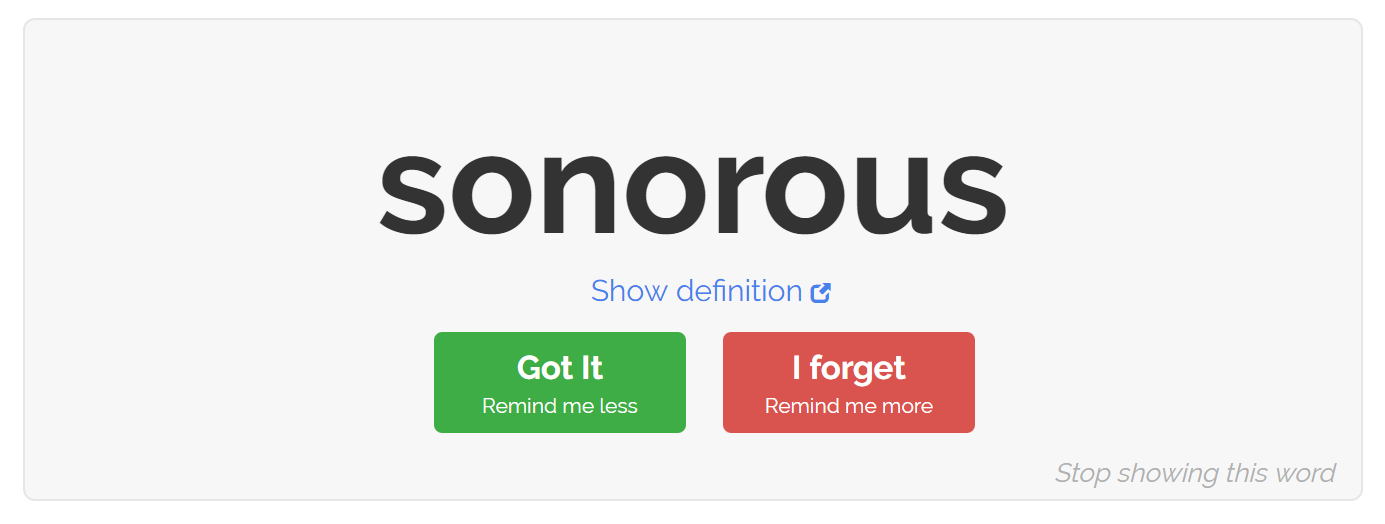 sonorous
Show definition
Got It
Remind me less
I forget
Remind me more
Stop showing this word